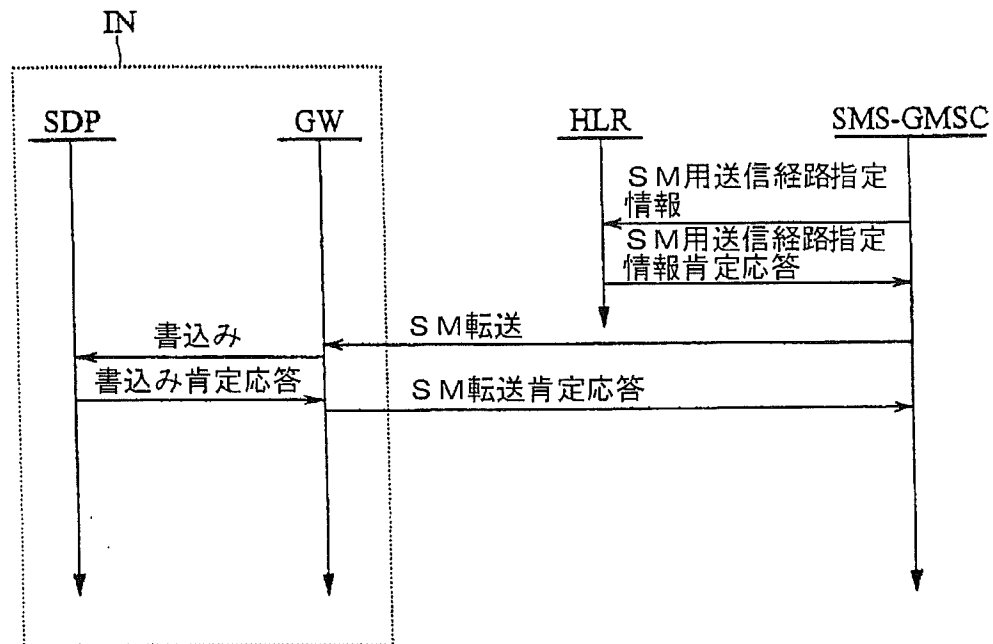 IN
SDP
GW
HLR
SMS-GMSC
ＳＭ用送信経路指定
情報
ＳＭ用送信経路指定
情報肯定応答
ＳＭ転送
書込み
書込み肯定応答
ＳＭ転送肯定応答